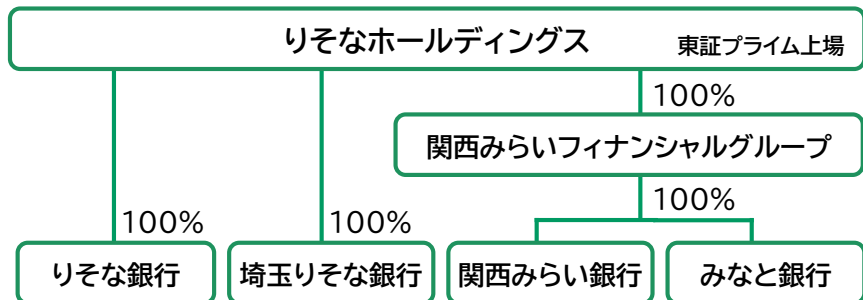 りそなホールディングス 東証プライム上場
100%
関西みらいフィナンシャルグループ
100%
100%
100%
りそな銀行
埼玉りそな銀行
関西みらい銀行
みなと銀行